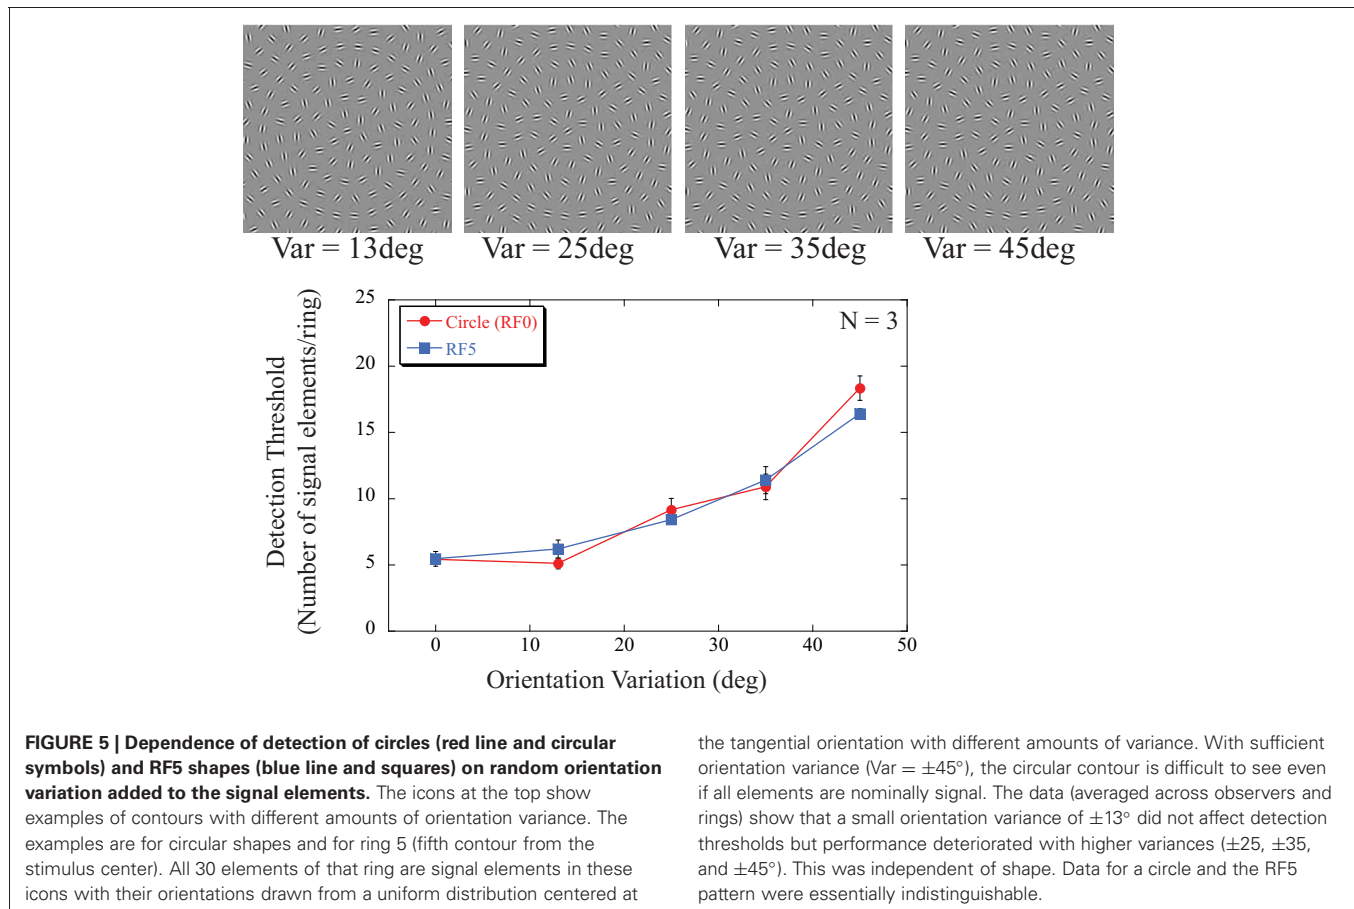 Var = 13deg
Var = 25deg
Var = 35deg
Var = 45deg
Detection Threshold
(Number of signal elements/ring)
25
20
15
10
5
0
Circle (RF0)
RF5
N = 3
0
10
20
30
40
50
Orientation Variation (deg)
FIGURE 5 | Dependence of detection of circles (red line and circular
symbols) and RF5 shapes (blue line and squares) on random orientation
variation added to the signal elements. The icons at the top show
examples of contours with different amounts of orientation variance. The
examples are for circular shapes and for ring 5 (fifth contour from the
stimulus center). All 30 elements of that ring are signal elements in these
icons with their orientations drawn from a uniform distribution centered at
the tangential orientation with different amounts of variance. With sufficient
orientation variance (Var = ±45°), the circular contour is difficult to see even
if all elements are nominally signal. The data (averaged across observers and
rings) show that a small orientation variance of ±13° did not affect detection
thresholds but performance deteriorated with higher variances (±25, ±35,
and ±45°). This was independent of shape. Data for a circle and the RF5
pattern were essentially indistinguishable.